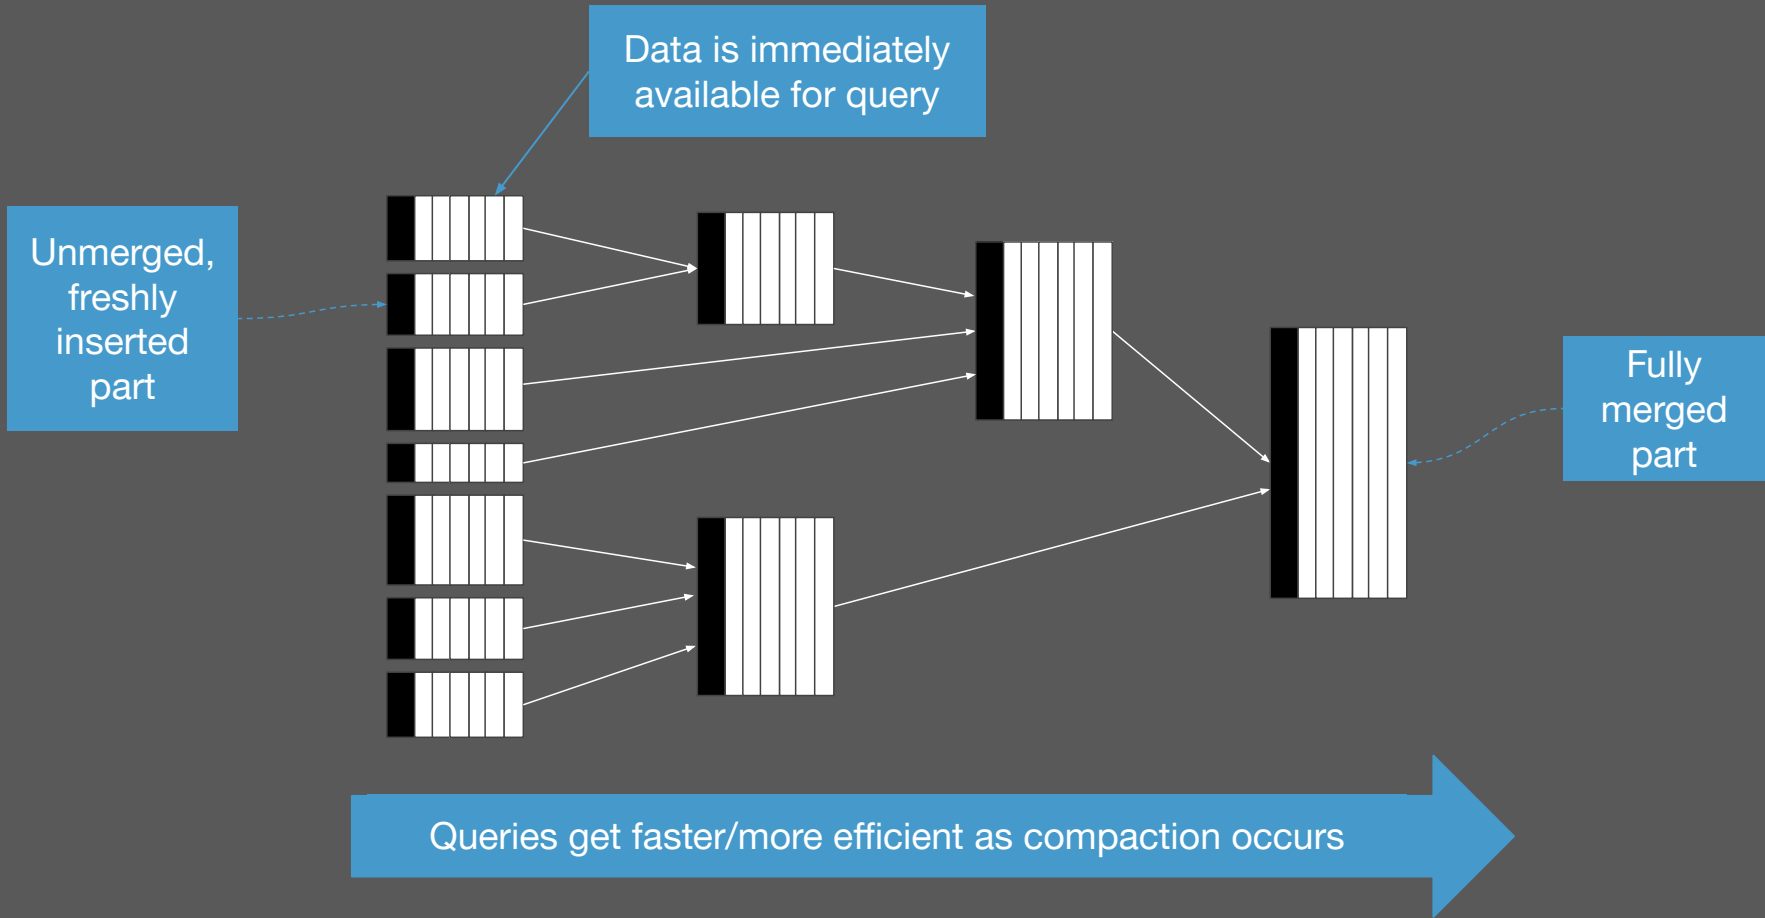 Data is immediately
available for query
Unmerged,
freshly
inserted
part
Fully
merged
part
Queries get faster/more efficient as compaction occurs